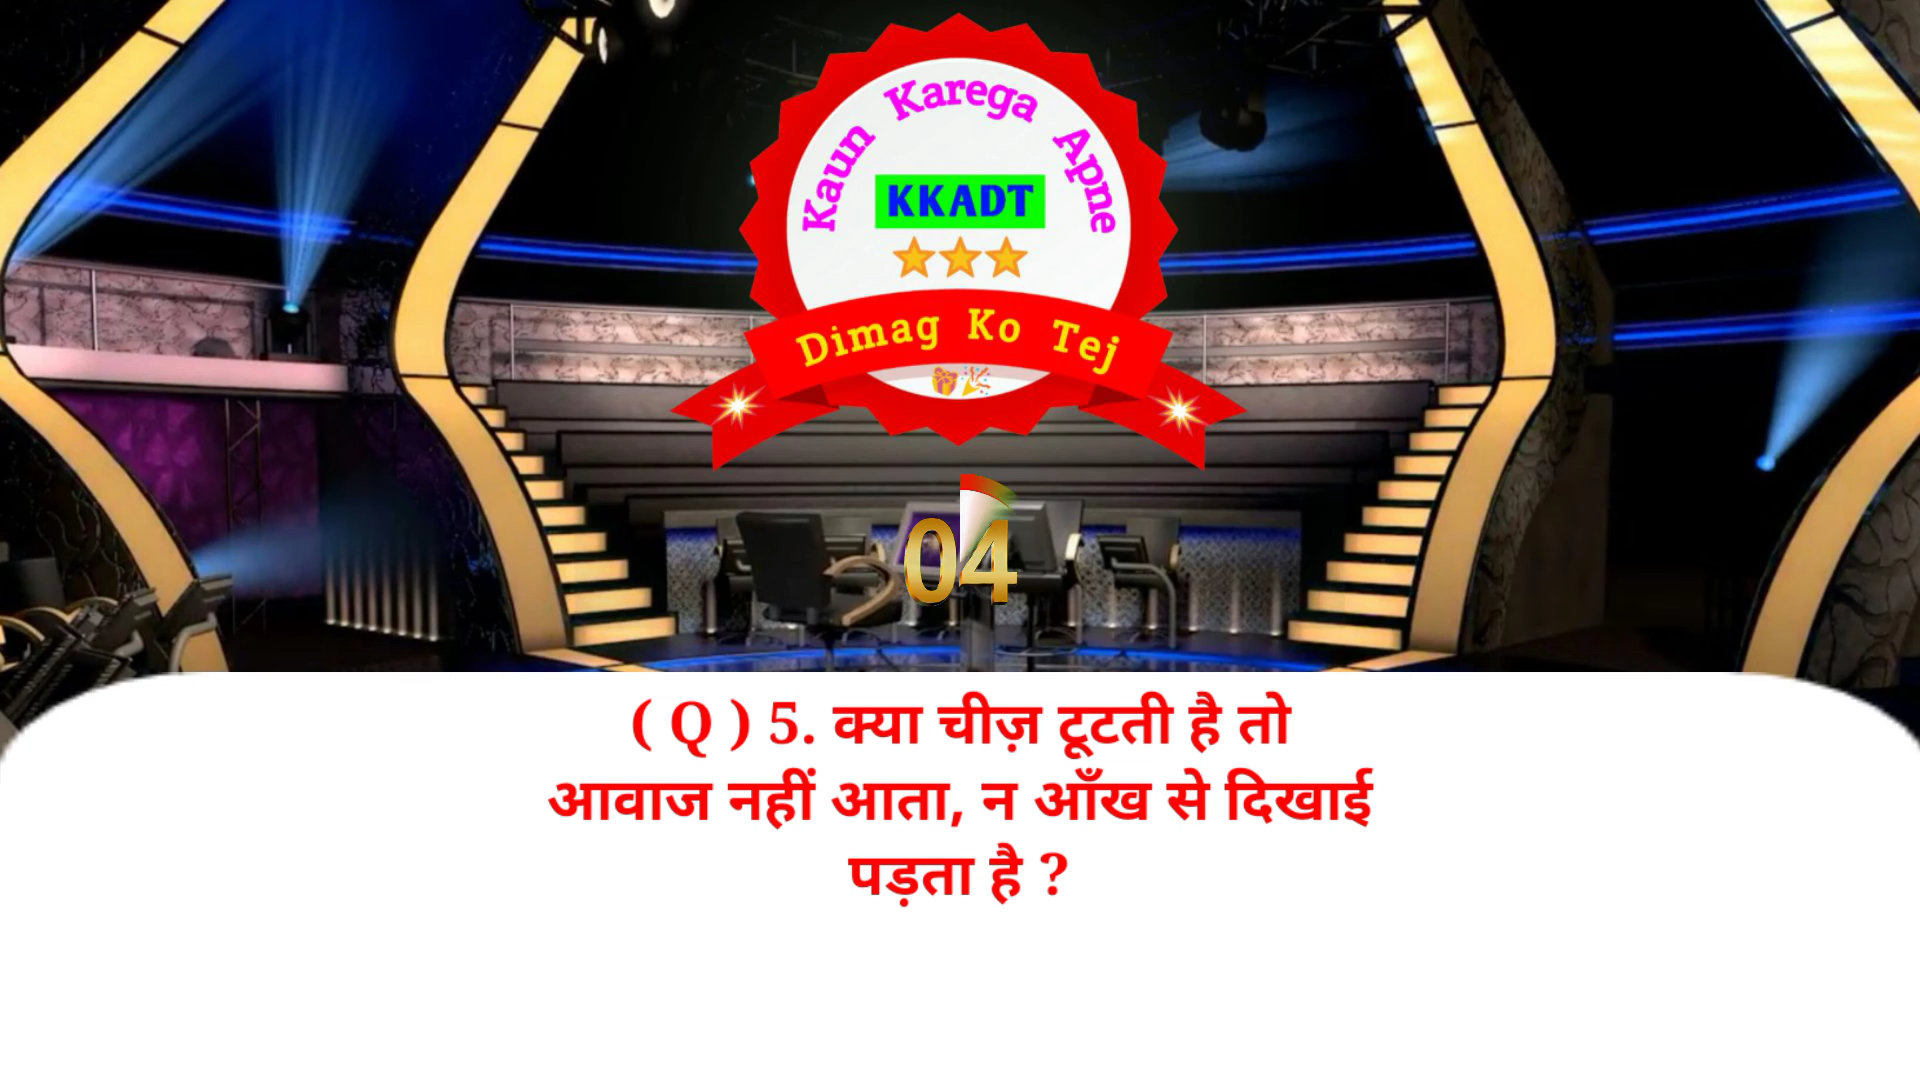 Kaun Karega Apne
KKADT
Dimag Ko Tej
04
( Q ) 5. क्या चीज़ टूटती है तो
आवाज नहीं आता, न आँख से दिखाई
पड़ता है ?